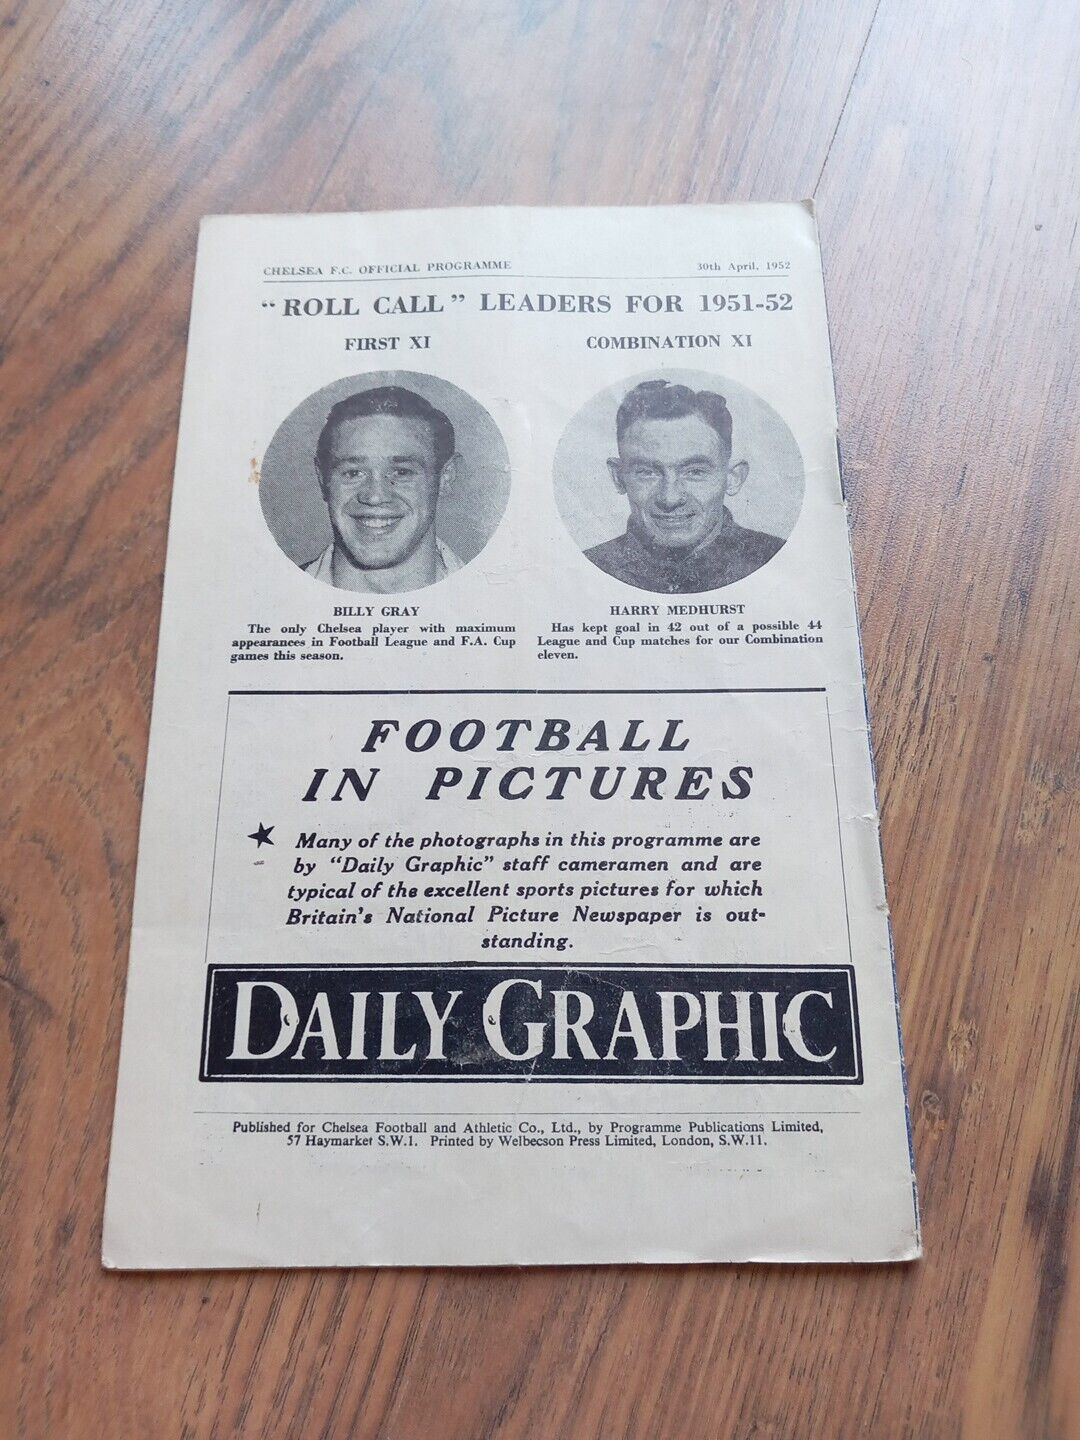 CHELSEA F.C. OFFICIAL PROGRAMME 30th April, 1952
"ROLL CALL" LEADERS FOR 1951-52
FIRST XI
BILLY GRAY
The only Chelsea player with maximum
appearances in Football League and F.A. Cup
games this season.
COMBINATION XI
HARRY MEDHURST
Has kept goal in 42 out of a possible 44
League and Cup matches for our Combination
eleven.
FOOTBALL
IN PICTURES
★ Many of the photographs in this programme are
by "Daily Graphic" staff cameramen and are
typical of the excellent sports pictures for which
Britain's National Picture Newspaper is out-
standing.
DAILY GRAPHIC
Published for Chelsea Football and Athletic Co., Ltd., by Programme Publications Limited,
57 Haymarket S.W.1. Printed by Welbecson Press Limited, London, S.W.11.